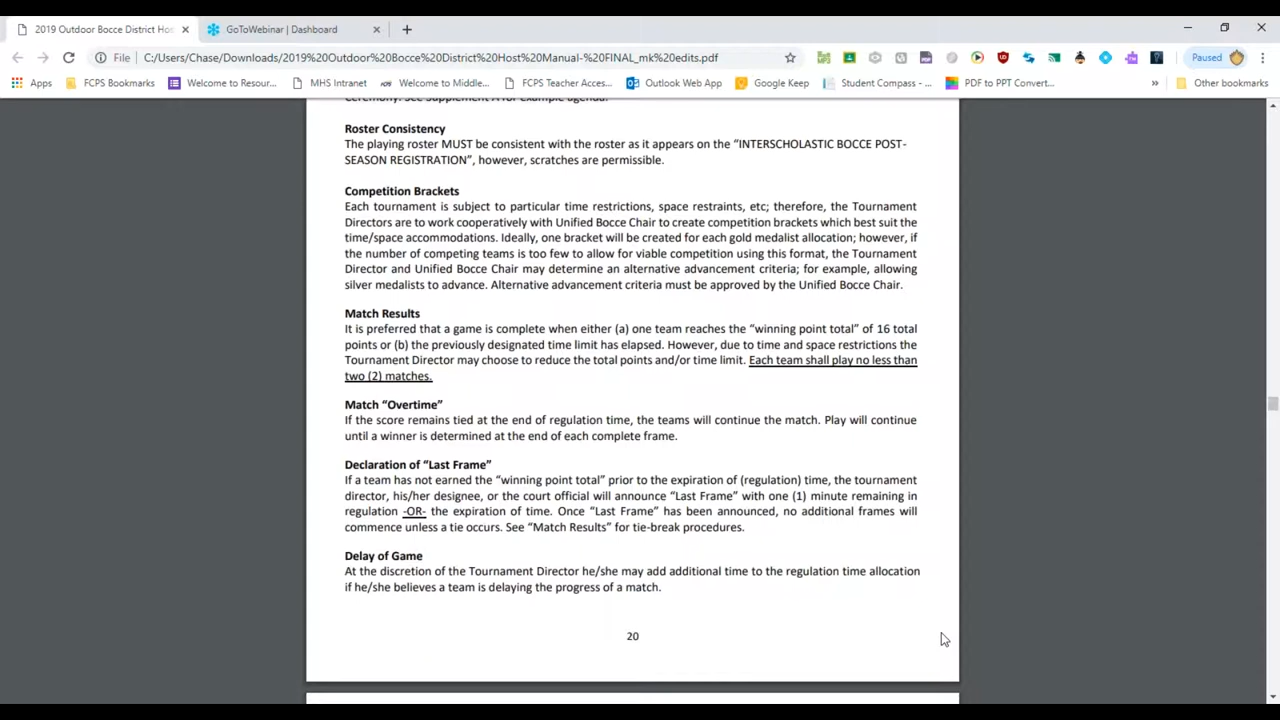 2019 Outdoor Bocce District Hos
GoToWebinar | Dashboard
File
C:/Users/Chase/Downloads/2019%20Outdoor%20Bocce%20District%20Host%20Manual-%20FINAL_mk%20edits.pdf
Paused
Apps
FCPS Bookmarks
Welcome to Resour...
MHS Intranet
Welcome to Middle...
FCPS Teacher Acces...
Outlook Web App
Google Keep
Student Compass - ...
PDF to PPT Convert...
»
Other bookmarks
Ceremony. See Supplement A for example agenda.
Roster Consistency
The playing roster MUST be consistent with the roster as it appears on the “INTERSCHOLASTIC BOCCE POST-
SEASON REGISTRATION”, however, scratches are permissible.
Competition Brackets
Each tournament is subject to particular time restrictions, space restraints, etc; therefore, the Tournament
Directors are to work cooperatively with Unified Bocce Chair to create competition brackets which best suit the
time/space accommodations. Ideally, one bracket will be created for each gold medalist allocation; however, if
the number of competing teams is too few to allow for viable competition using this format, the Tournament
Director and Unified Bocce Chair may determine an alternative advancement criteria; for example, allowing
silver medalists to advance. Alternative advancement criteria must be approved by the Unified Bocce Chair.
Match Results
It is preferred that a game is complete when either (a) one team reaches the “winning point total” of 16 total
points or (b) the previously designated time limit has elapsed. However, due to time and space restrictions the
Tournament Director may choose to reduce the total points and/or time limit. Each team shall play no less than
two (2) matches.
Match “Overtime”
If the score remains tied at the end of regulation time, the teams will continue the match. Play will continue
until a winner is determined at the end of each complete frame.
Declaration of “Last Frame”
If a team has not earned the “winning point total” prior to the expiration of (regulation) time, the tournament
director, his/her designee, or the court official will announce “Last Frame” with one (1) minute remaining in
regulation -OR- the expiration of time. Once “Last Frame” has been announced, no additional frames will
commence unless a tie occurs. See “Match Results” for tie-break procedures.
Delay of Game
At the discretion of the Tournament Director he/she may add additional time to the regulation time allocation
if he/she believes a team is delaying the progress of a match.
20